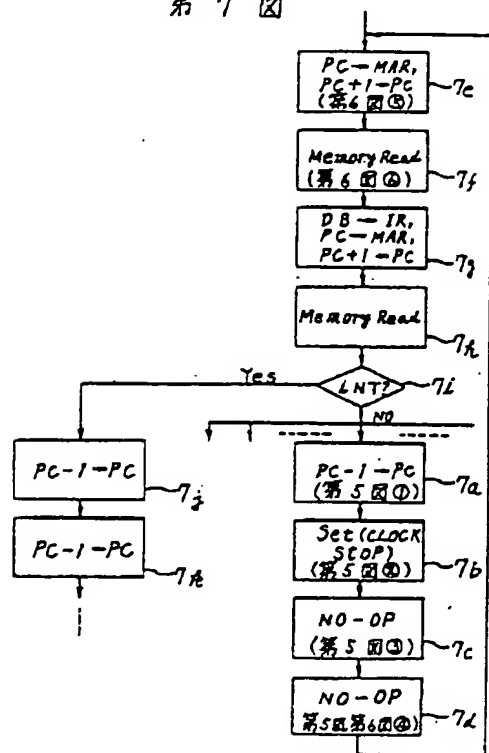 第 7 図
PC→MAR,
PC+1→PC
(第6図⑤)
7e
Memory Read
(第6図⑥)
7f
DB→IR,
PC→MAR,
PC+1→PC
7g
Memory Read
7h
INT?
7i
Yes
NO
PC-1→PC
7j
PC-1→PC
7k
PC-1→PC
(第5図①)
7a
Set(CLOCK
STOP)
(第5図②)
7b
NO-OP
(第5図③)
7c
NO-OP
第5図,第6図④
7d